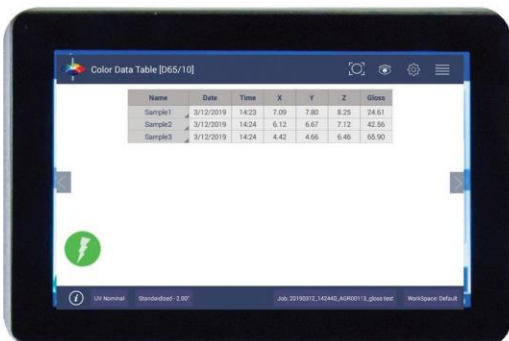 Color Data Table [D65/10]
Name Date Time X Y Z Gloss
Sample1 3/12/2019 14:23 7.09 7.80 8.25 24.61
Sample2 3/12/2019 14:24 6.12 6.67 7.12 42.56
Sample3 3/12/2019 14:24 4.42 4.66 6.46 65.90
i UV Nominal Standardized - 2.00" Job: 20190312_142440_AGR00113_gloss test WorkSpace: Default